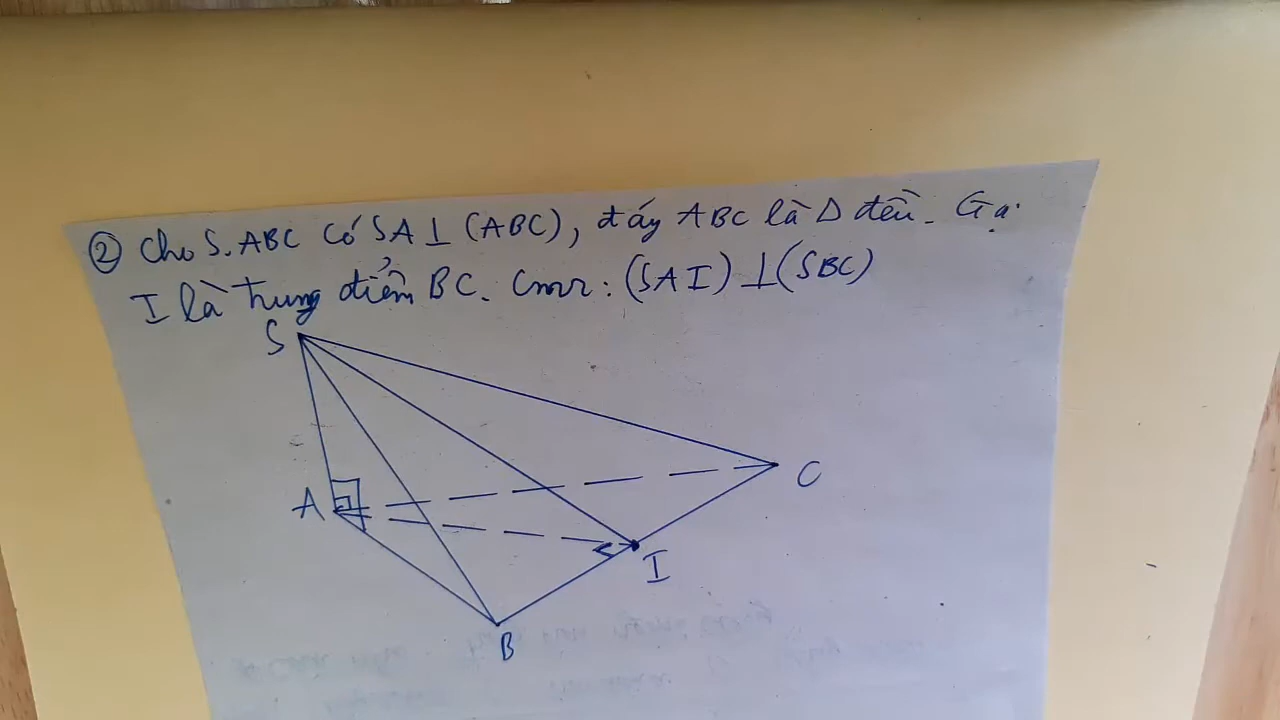 ② Cho S.ABC có SA⊥(ABC), đáy ABC là Δ đều. Gọi
I là trung điểm BC. Cmr: (SAI)⊥(SBC)
S
A
C
I
B